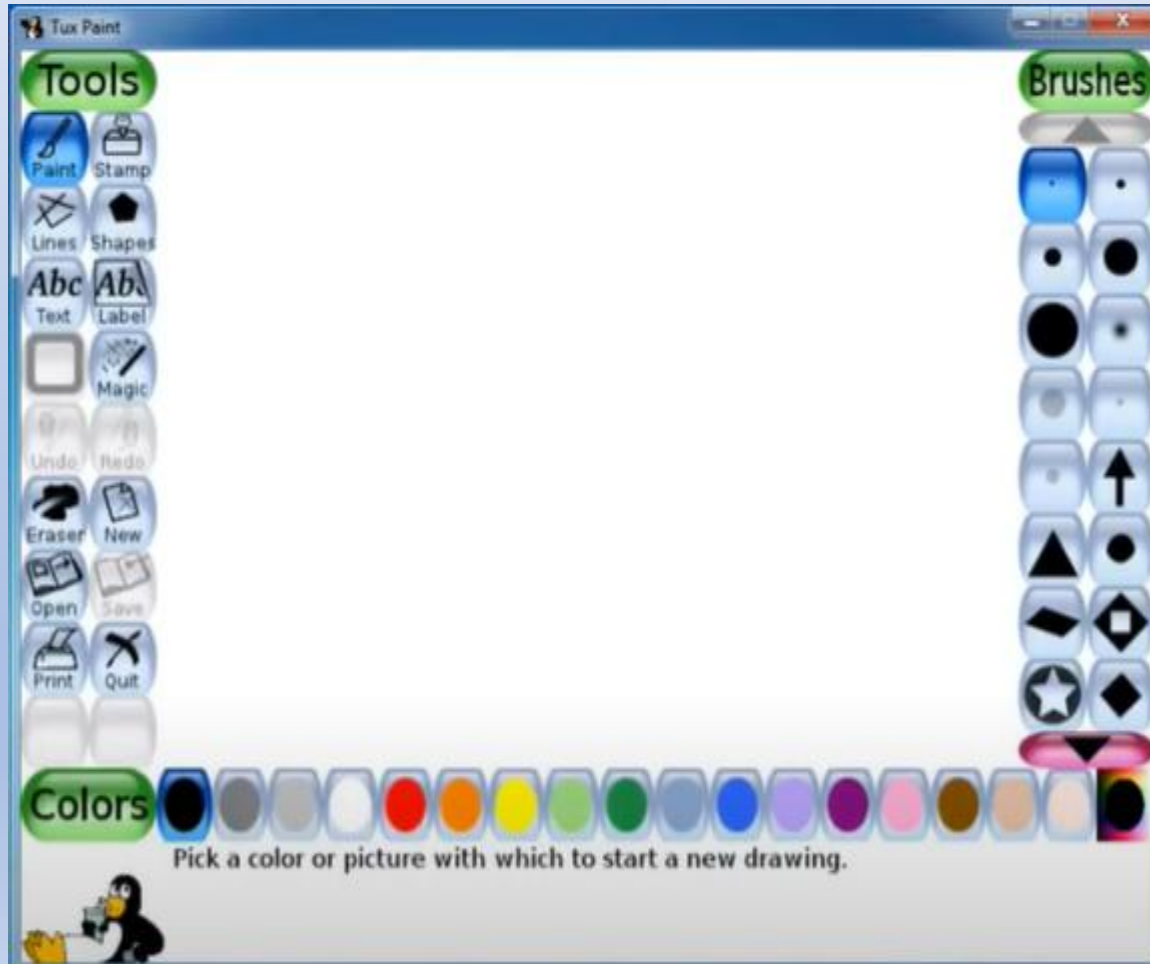 Tux Paint
Tools
Brushes
Paint Stamp
Lines Shapes
Abc Abc
Text Label
Magic
Undo Redo
Eraser New
Open Save
Print Quit
Colors
Pick a color or picture with which to start a new drawing.